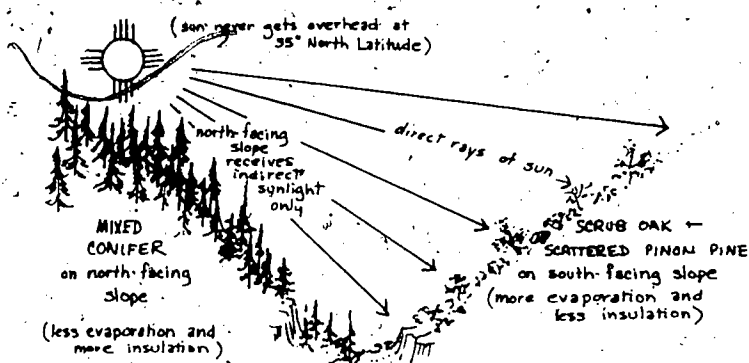 (sun never gets overhead at
35° North Latitude)
north-facing
slope
receives
indirect
sunlight
only
direct rays of sun
MIXED
CONIFER
on north-facing
slope
(less evaporation and
more insulation)
SCRUB OAK
SCATTERED PINON PINE
on south-facing slope
(more evaporation and
less insulation)